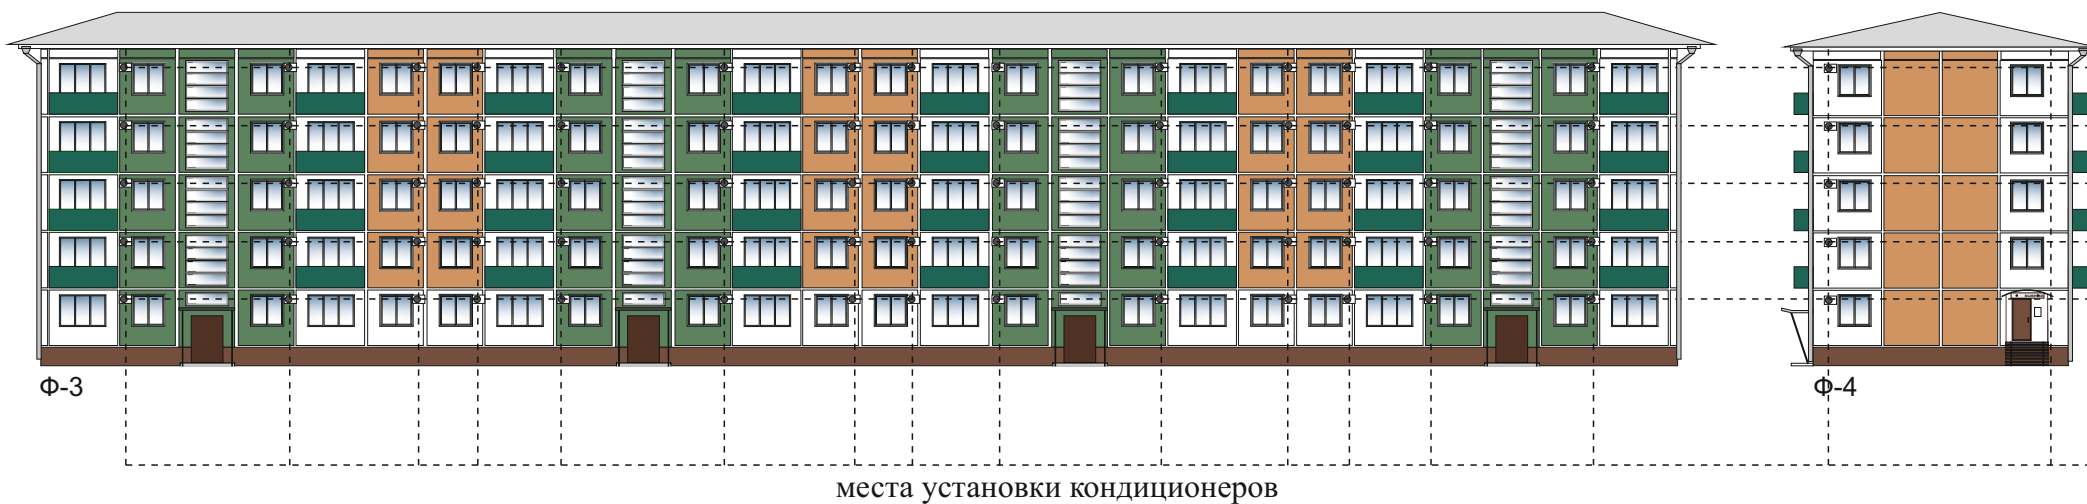 Ф-3
Ф-4
места установки кондиционеров